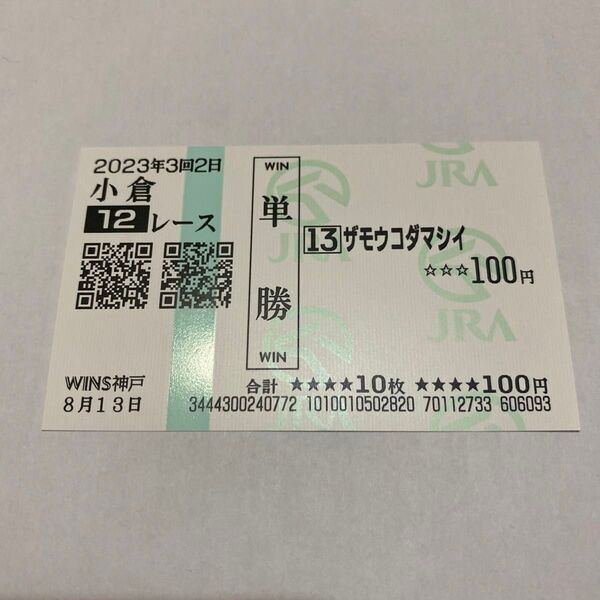 2023年3回2日
小倉
12レース
WINS神戸
8月13日
WIN
単勝
WIN
13ザモウコダマシイ
☆☆☆100円
合計 ★★★★10枚 ★★★★100円
3444300240772 1010010502820 70112733 606093
JRA
JRA
JRA